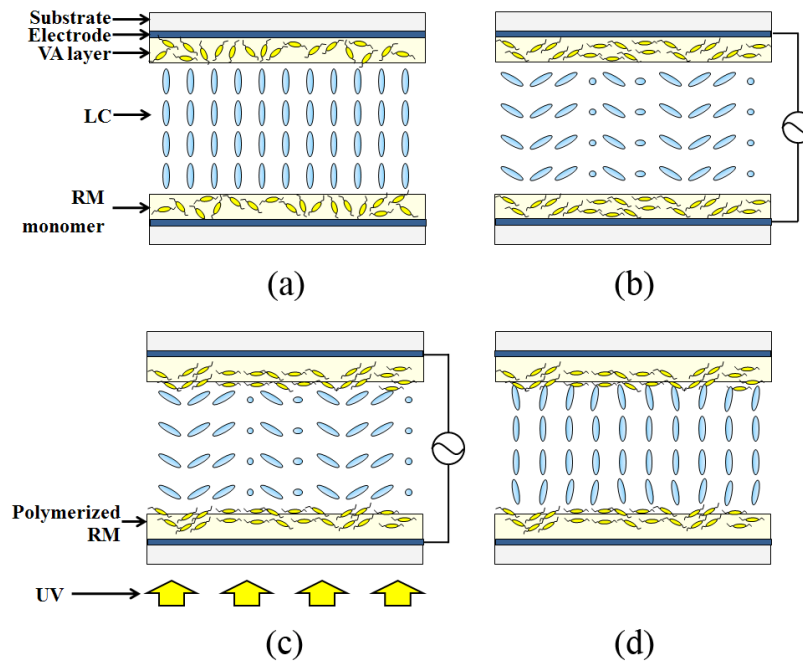 Substrate
Electrode
VA layer
LC
RM
monomer
(a)
(b)
Polymerized
RM
UV
(c)
(d)